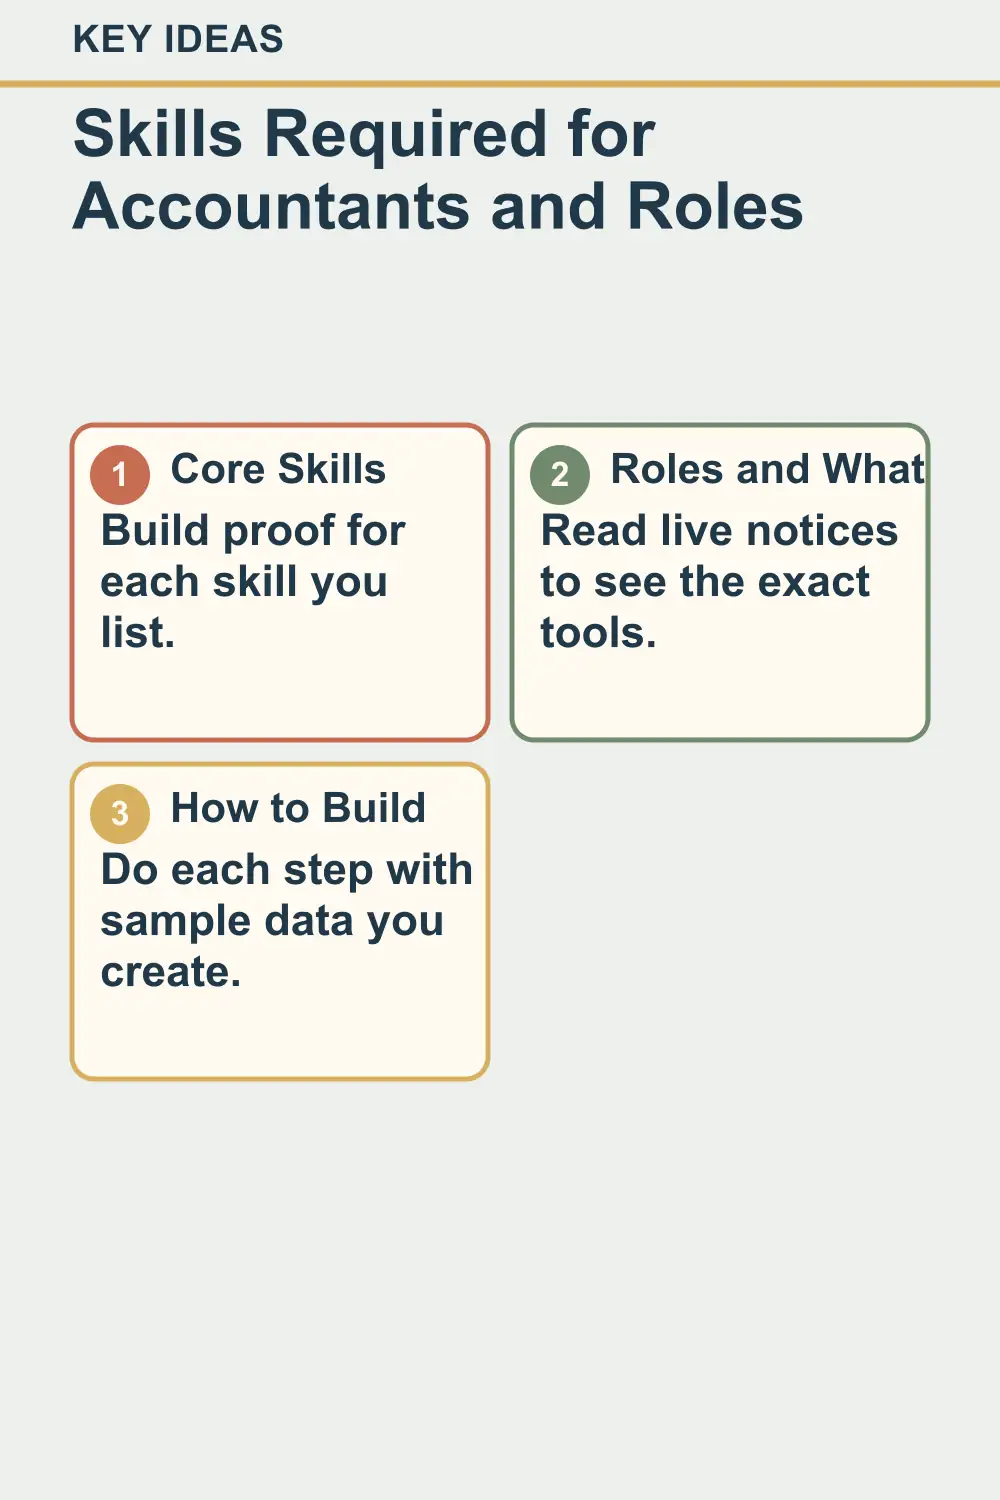 KEY IDEAS
Skills Required for
Accountants and Roles
1 Core Skills
Build proof for
each skill you
list.
2 Roles and What
Read live notices
to see the exact
tools.
3 How to Build
Do each step with
sample data you
create.